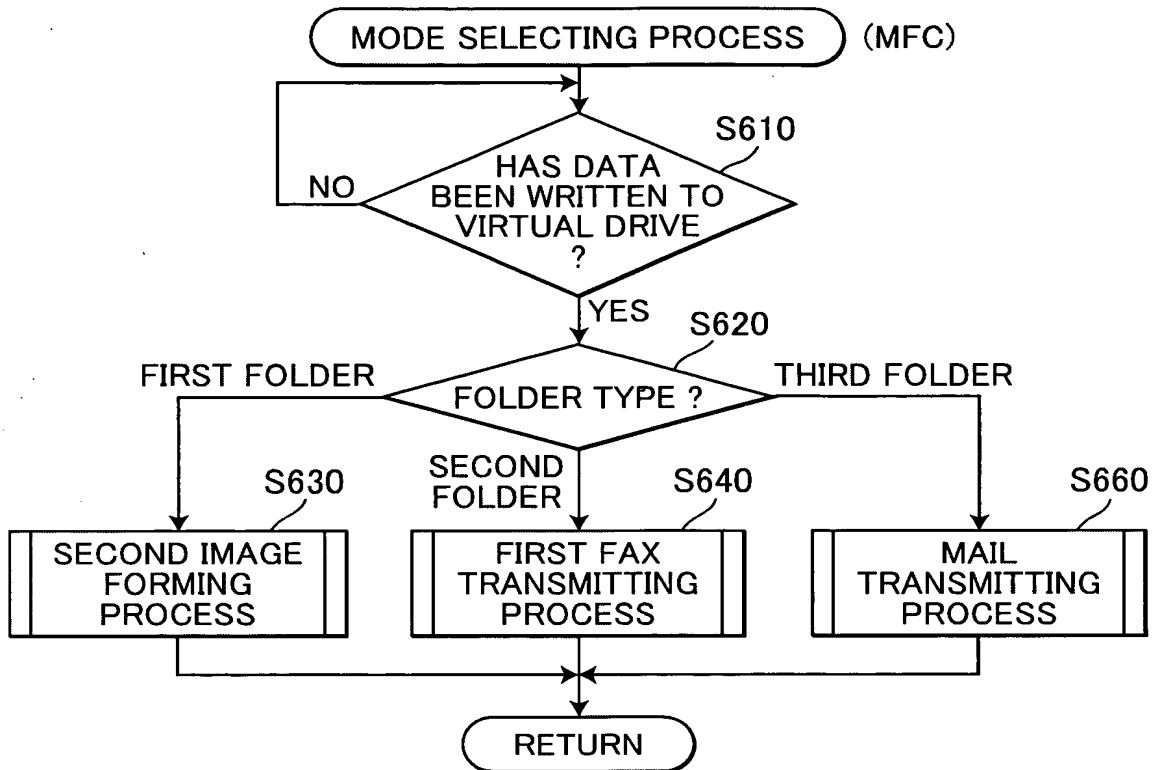 MODE SELECTING PROCESS (MFC)
S610
HAS DATA
BEEN WRITTEN TO
VIRTUAL DRIVE
?
NO
YES
S620
FIRST FOLDER
FOLDER TYPE ?
THIRD FOLDER
SECOND
FOLDER
S630
SECOND IMAGE
FORMING
PROCESS
S640
FIRST FAX
TRANSMITTING
PROCESS
S660
MAIL
TRANSMITTING
PROCESS
RETURN